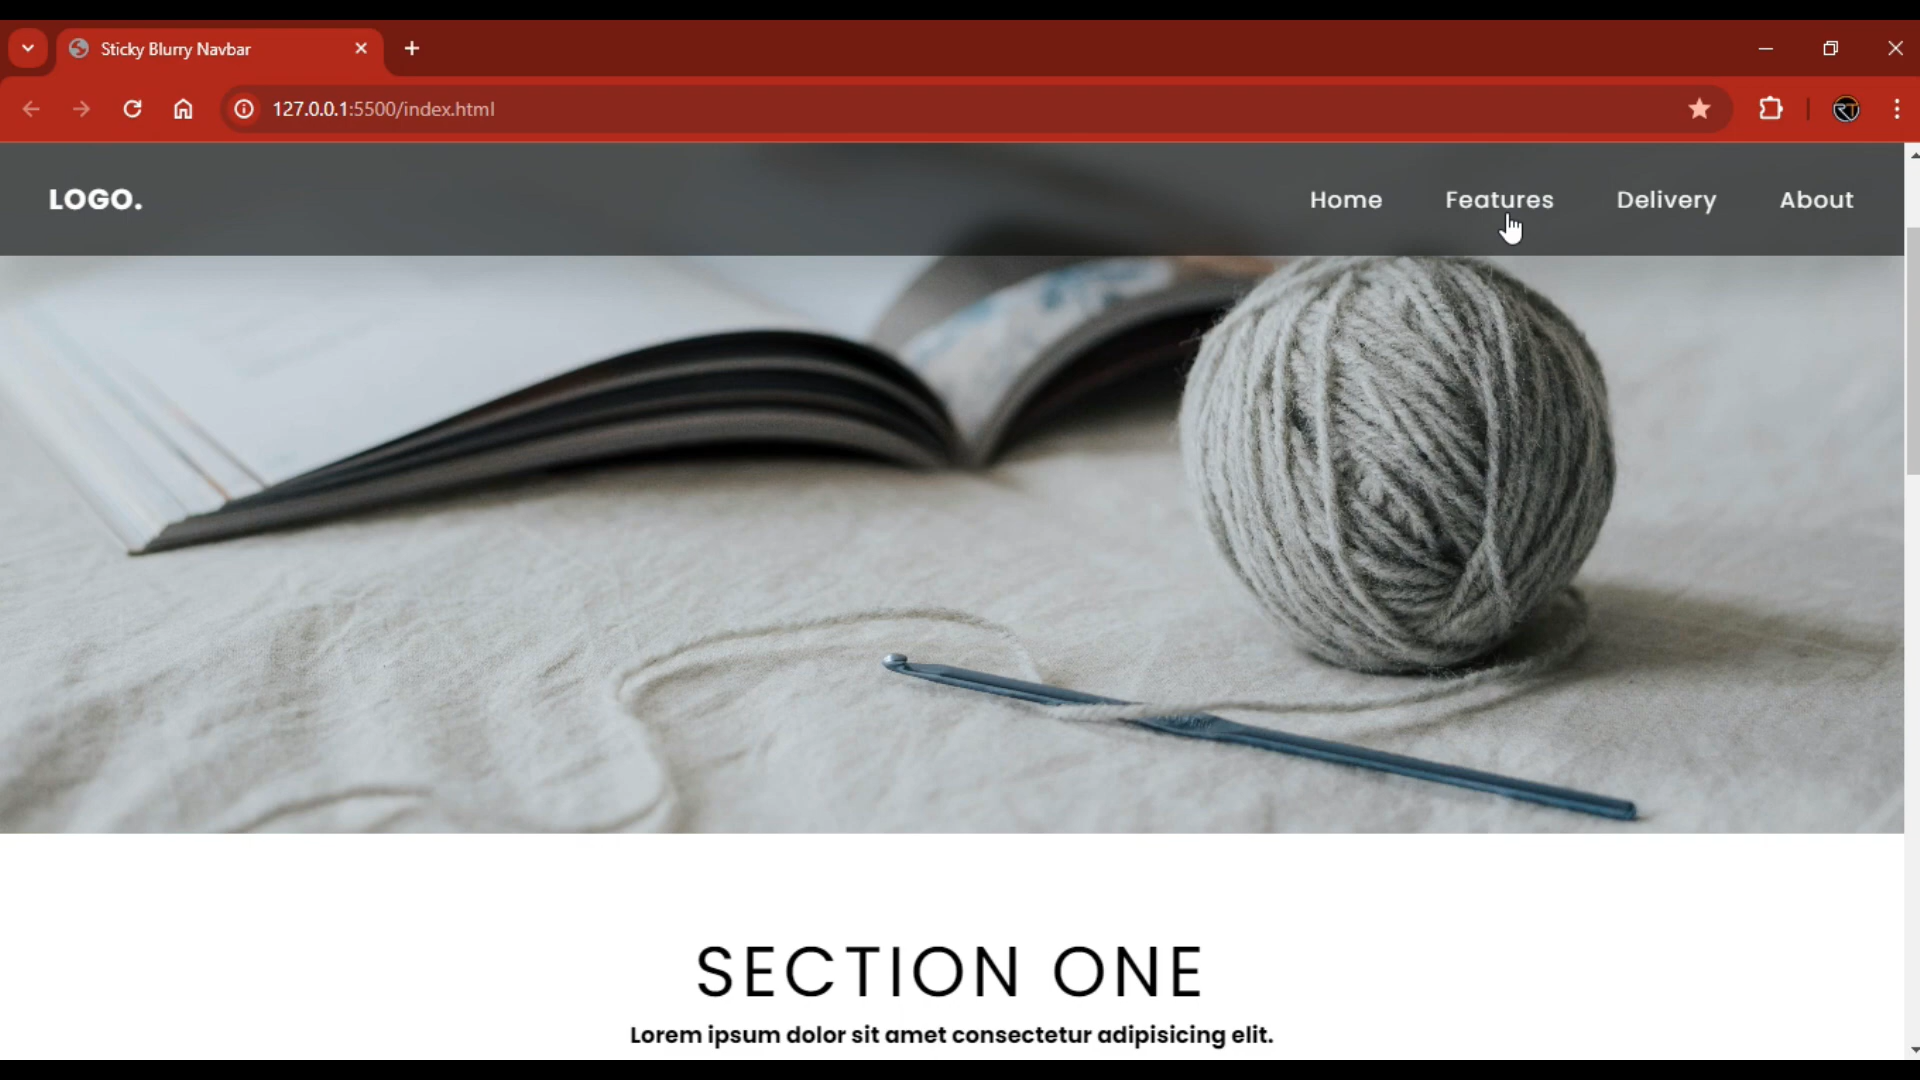 Sticky Blurry Navbar
127.0.0.1:5500/index.html
RT
LOGO. Home Features Delivery About
SECTION ONE
Lorem ipsum dolor sit amet consectetur adipisicing elit.